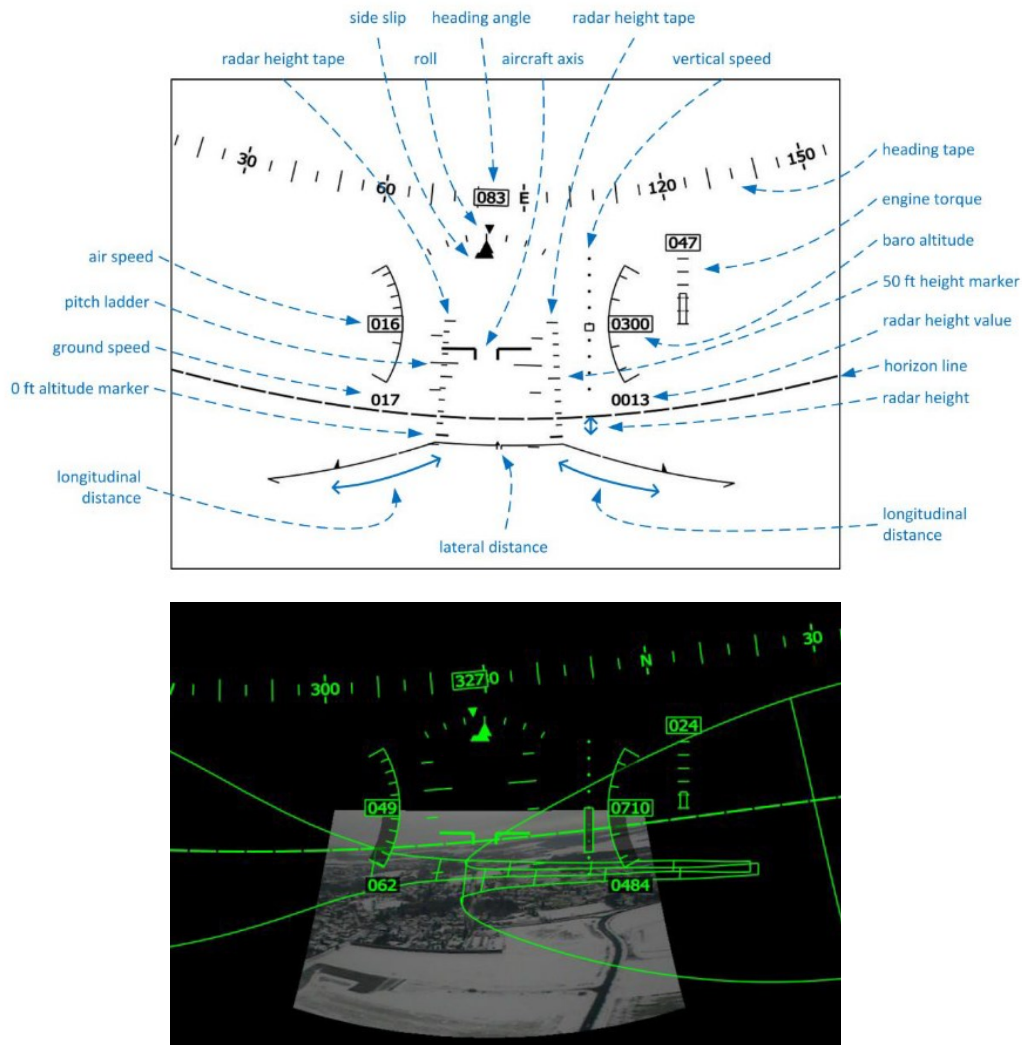 side slip
heading angle
radar height tape
radar height tape
roll
aircraft axis
vertical speed
30
60
083
E
120
150
heading tape
engine torque
047
baro altitude
air speed
50 ft height marker
pitch ladder
016
0300
radar height value
ground speed
horizon line
0 ft altitude marker
017
0013
radar height
longitudinal
distance
longitudinal
distance
lateral distance
300
327
0
N
30
024
049
0710
062
0484